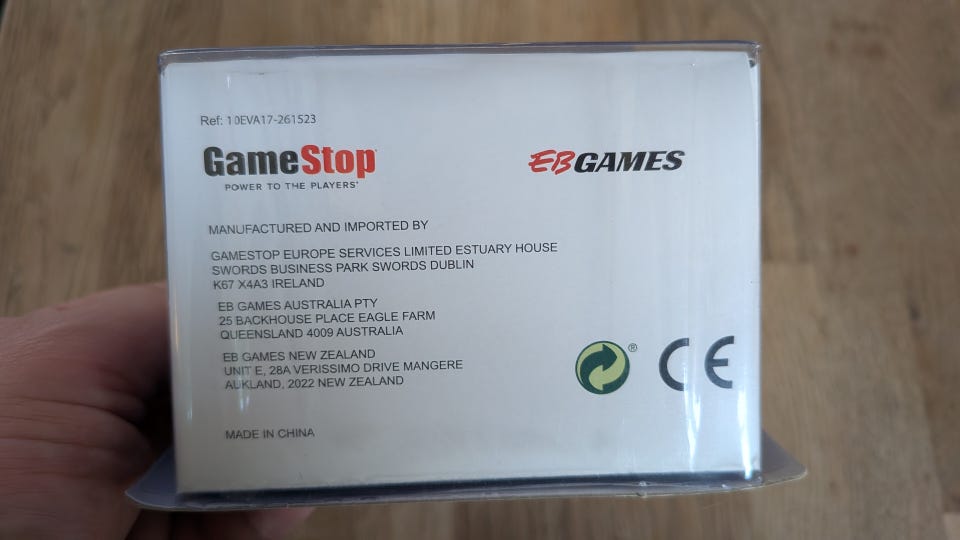 Ref: 10EVA17-261523
GameStop
POWER TO THE PLAYERS®
EBGAMES
MANUFACTURED AND IMPORTED BY
GAMESTOP EUROPE SERVICES LIMITED ESTUARY HOUSE
SWORDS BUSINESS PARK SWORDS DUBLIN
K67 X4A3 IRELAND
EB GAMES AUSTRALIA PTY
25 BACKHOUSE PLACE EAGLE FARM
QUEENSLAND 4009 AUSTRALIA
EB GAMES NEW ZEALAND
UNIT E, 28A VERISSIMO DRIVE MANGERE
AUKLAND, 2022 NEW ZEALAND
®
CE
MADE IN CHINA